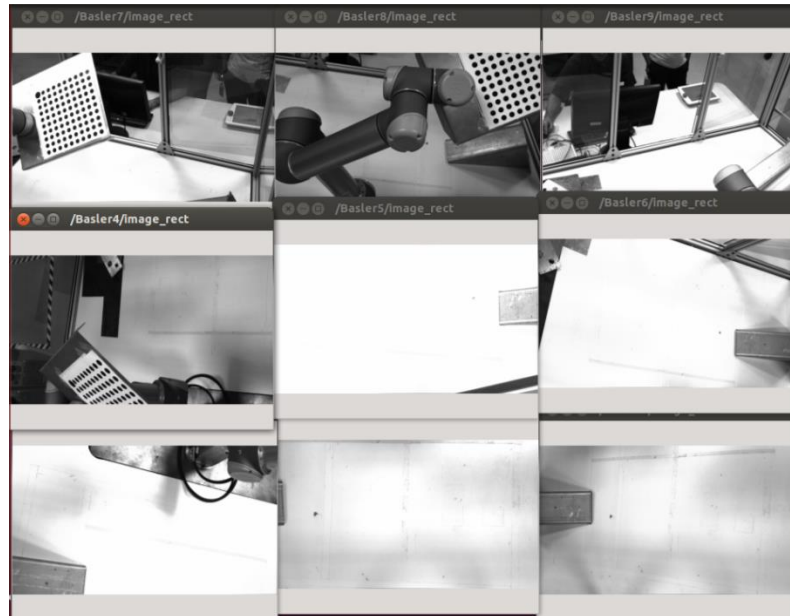 /Basler7/image_rect
/Basler8/image_rect
/Basler9/image_rect
/Basler4/image_rect
/Basler5/image_rect
/Basler6/image_rect